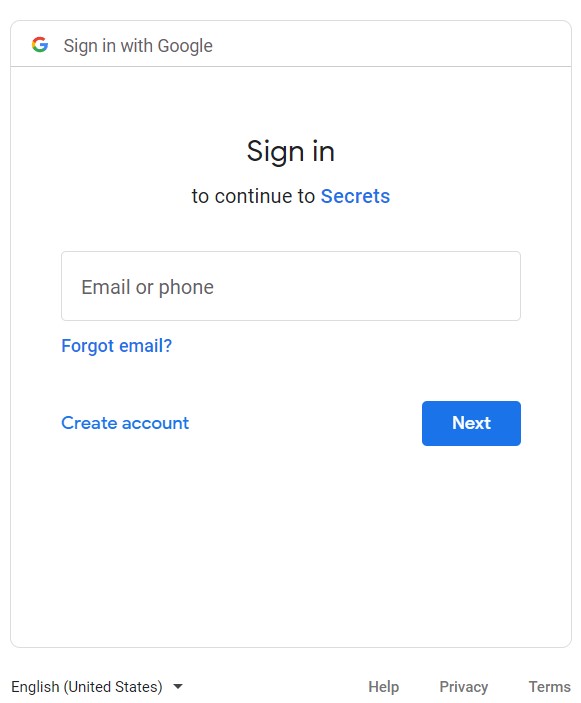 Sign in with Google
Sign in
to continue to Secrets
Email or phone
Forgot email?
Create account Next
English (United States) Help Privacy Terms